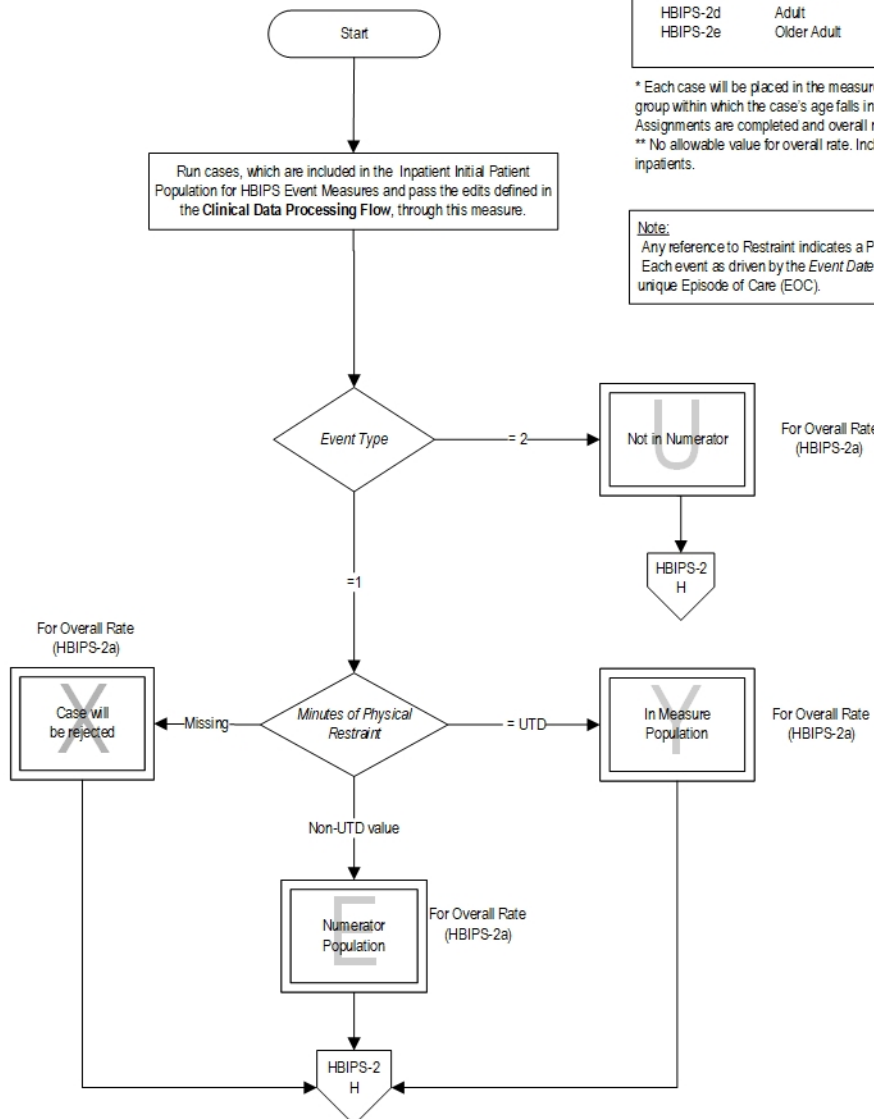 Start
HBIPS-2d Adult
HBIPS-2e Older Adult
* Each case will be placed in the measure
group within which the case's age falls in
Assignments are completed and overall
** No allowable value for overall rate.
inpatients.
Run cases, which are included in the Inpatient Initial Patient
Population for HBIPS Event Measures and pass the edits defined in
the Clinical Data Processing Flow, through this measure.
Note:
Any reference to Restraint indicates a
Each event as driven by the Event Date
unique Episode of Care (EOC).
Event Type
= 2
U
Not in Numerator
For Overall Rate
(HBIPS-2a)
HBIPS-2
H
=1
For Overall Rate
(HBIPS-2a)
X
Case will
be rejected
Missing
Minutes of Physical
Restraint
= UTD
Y
In Measure
Population
For Overall Rate
(HBIPS-2a)
Non-UTD value
E
Numerator
Population
For Overall Rate
(HBIPS-2a)
HBIPS-2
H